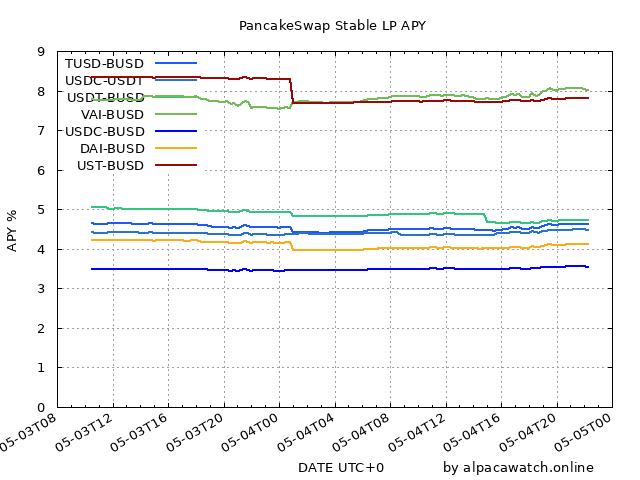 PancakeSwap Stable LP APY
9
8
7
6
5
4
3
2
1
0
APY %
TUSD-BUSD
USDC-USDT
USDT-BUSD
VAI-BUSD
USDC-BUSD
DAI-BUSD
UST-BUSD
05-03T08
05-03T12
05-03T16
05-03T20
05-04T00
05-04T04
05-04T08
05-04T12
05-04T16
05-04T20
05-05T00
DATE UTC+0
by alpacawatch.online